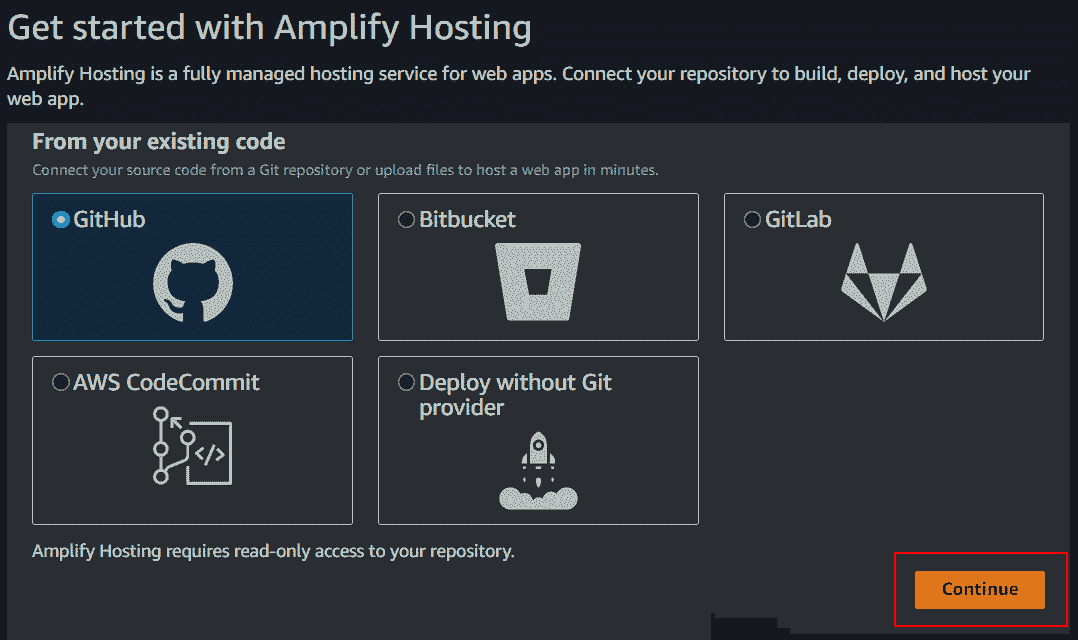 Get started with Amplify Hosting
Amplify Hosting is a fully managed hosting service for web apps. Connect your repository to build, deploy, and host your
web app.
From your existing code
Connect your source code from a Git repository or upload files to host a web app in minutes.
GitHub
Bitbucket
GitLab
AWS CodeCommit
Deploy without Git
provider
</>
Amplify Hosting requires read-only access to your repository.
Continue